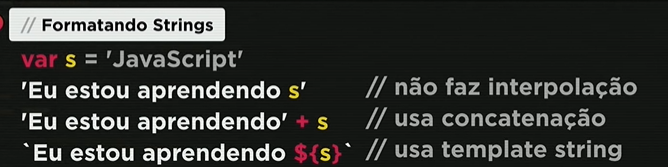 // Formatando Strings
var s = 'JavaScript'
'Eu estou aprendendo s' // não faz interpolação
'Eu estou aprendendo' + s // usa concatenação
`Eu estou aprendendo ${s}` // usa template string